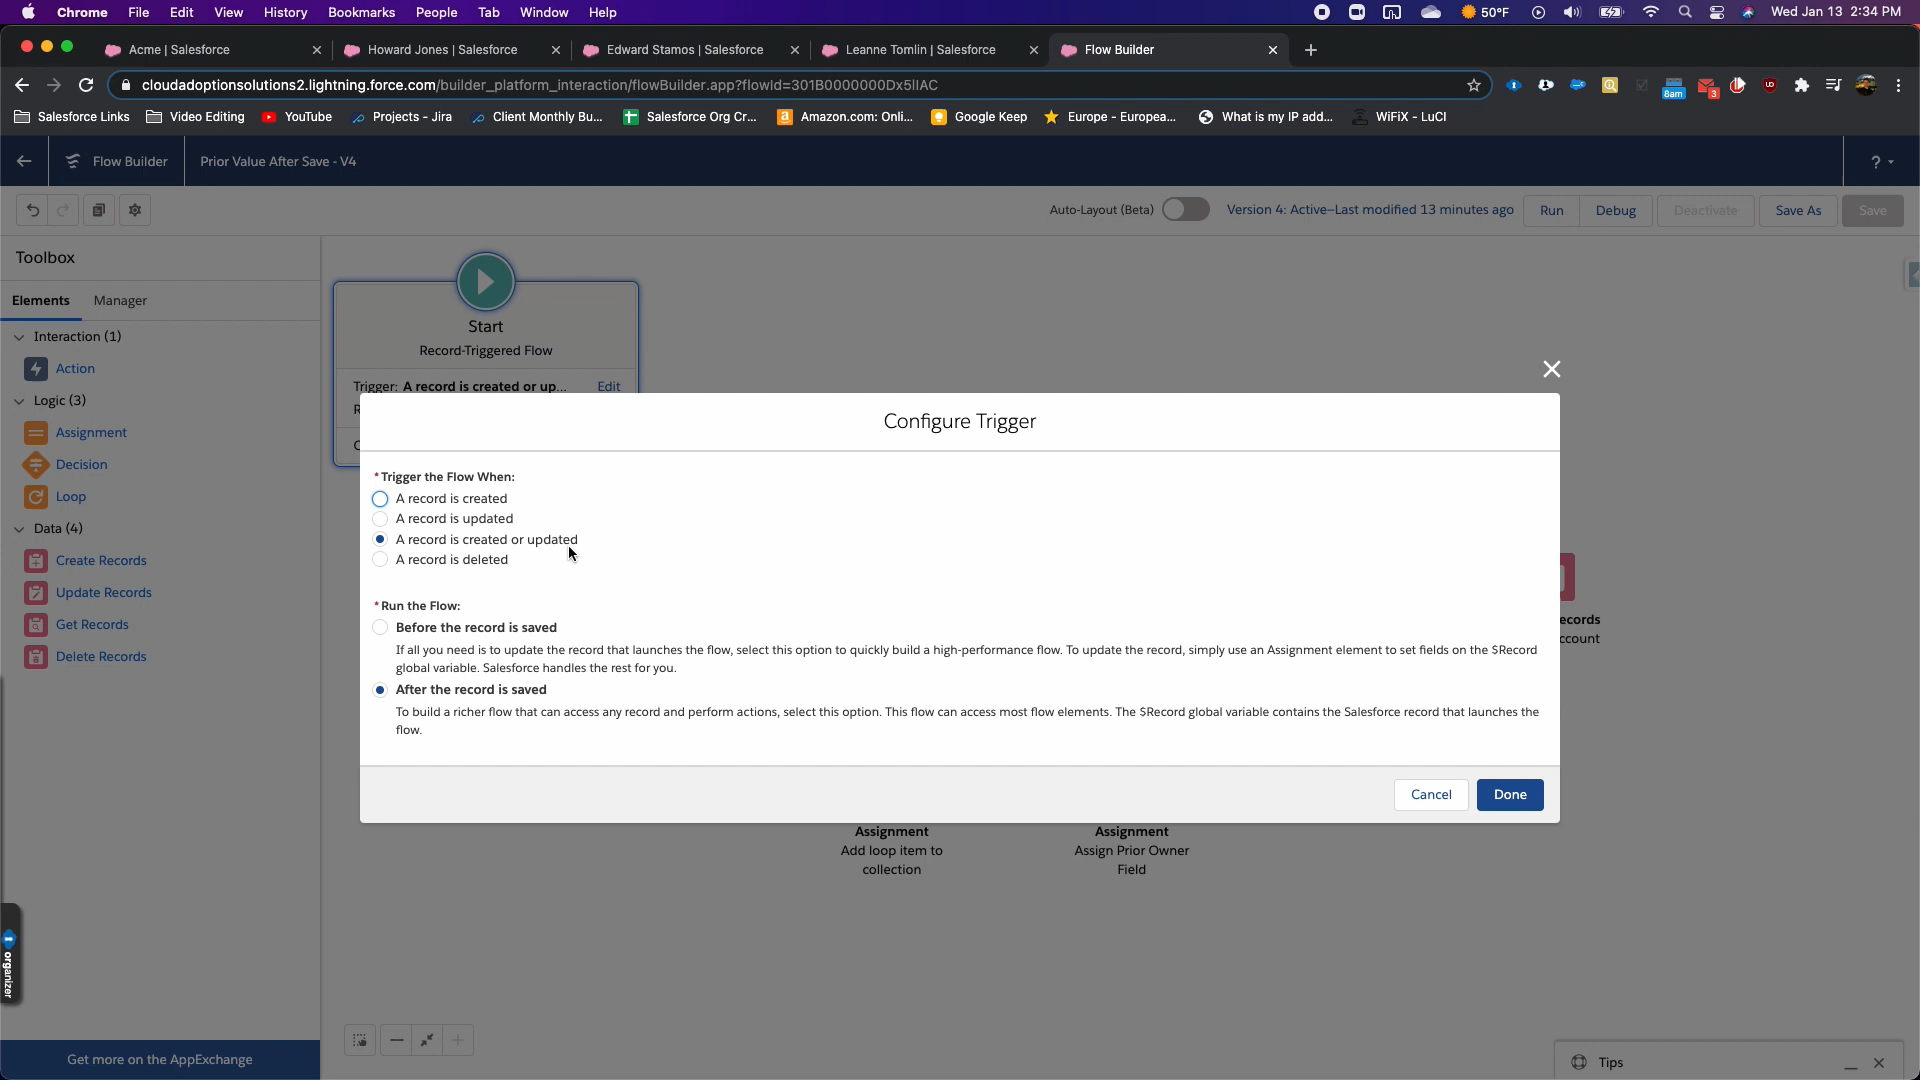 Chrome File Edit View History Bookmarks People Tab Window Help 50°F Wed Jan 13 2:34 PM
Acme | Salesforce Howard Jones | Salesforce Edward Stamos | Salesforce Leanne Tomlin | Salesforce Flow Builder
cloudadoptionsolutions2.lightning.force.com/builder_platform_interaction/flowBuilder.app?flowId=301B0000000Dx5lIAC 8am 3
Salesforce Links Video Editing YouTube Projects - Jira Client Monthly Bu... Salesforce Org Cr... Amazon.com: Onli... Google Keep Europe - Europea... What is my IP add... WiFiX - LuCI
Flow Builder Prior Value After Save - V4 ?
Auto-Layout (Beta) Version 4: Active—Last modified 13 minutes ago Run Debug Deactivate Save As Save
Toolbox
Elements Manager
Interaction (1)
Action
Logic (3)
Assignment
Decision
Loop
Data (4)
Create Records
Update Records
Get Records
Delete Records
Get more on the AppExchange
organizer
Start
Record-Triggered Flow
Trigger: A record is created or up... Edit
Configure Trigger
*Trigger the Flow When:
A record is created
A record is updated
A record is created or updated
A record is deleted
*Run the Flow:
Before the record is saved
If all you need is to update the record that launches the flow, select this option to quickly build a high-performance flow. To update the record, simply use an Assignment element to set fields on the $Record
global variable. Salesforce handles the rest for you.
After the record is saved
To build a richer flow that can access any record and perform actions, select this option. This flow can access most flow elements. The $Record global variable contains the Salesforce record that launches the
flow.
Cancel Done
ecords
ccount
Assignment
Add loop item to
collection
Assignment
Assign Prior Owner
Field
Tips